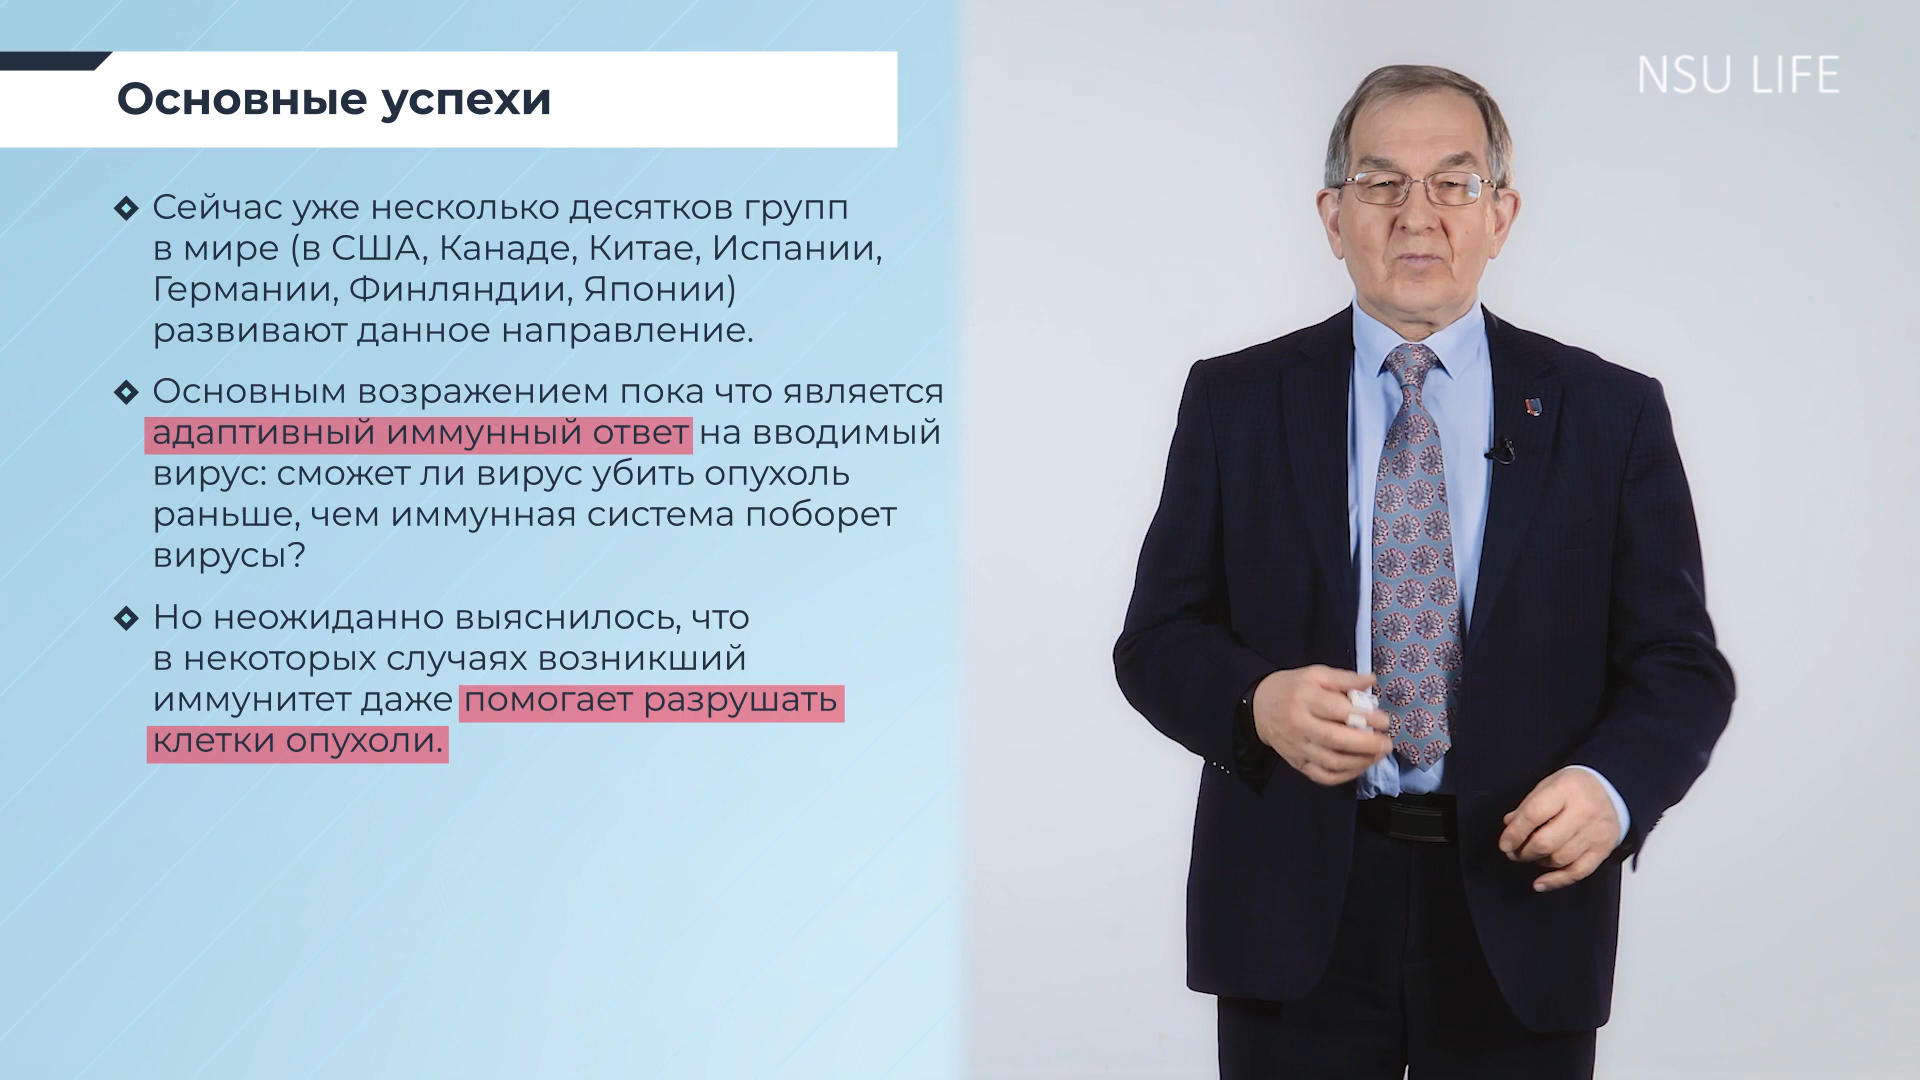 Основные успехи
NSU LIFE
Сейчас уже несколько десятков групп
в мире (в США, Канаде, Китае, Испании,
Германии, Финляндии, Японии)
развивают данное направление.
Основным возражением пока что является
адаптивный иммунный ответ на вводимый
вирус: сможет ли вирус убить опухоль
раньше, чем иммунная система поборет
вирусы?
Но неожиданно выяснилось, что
в некоторых случаях возникший
иммунитет даже помогает разрушать
клетки опухоли.